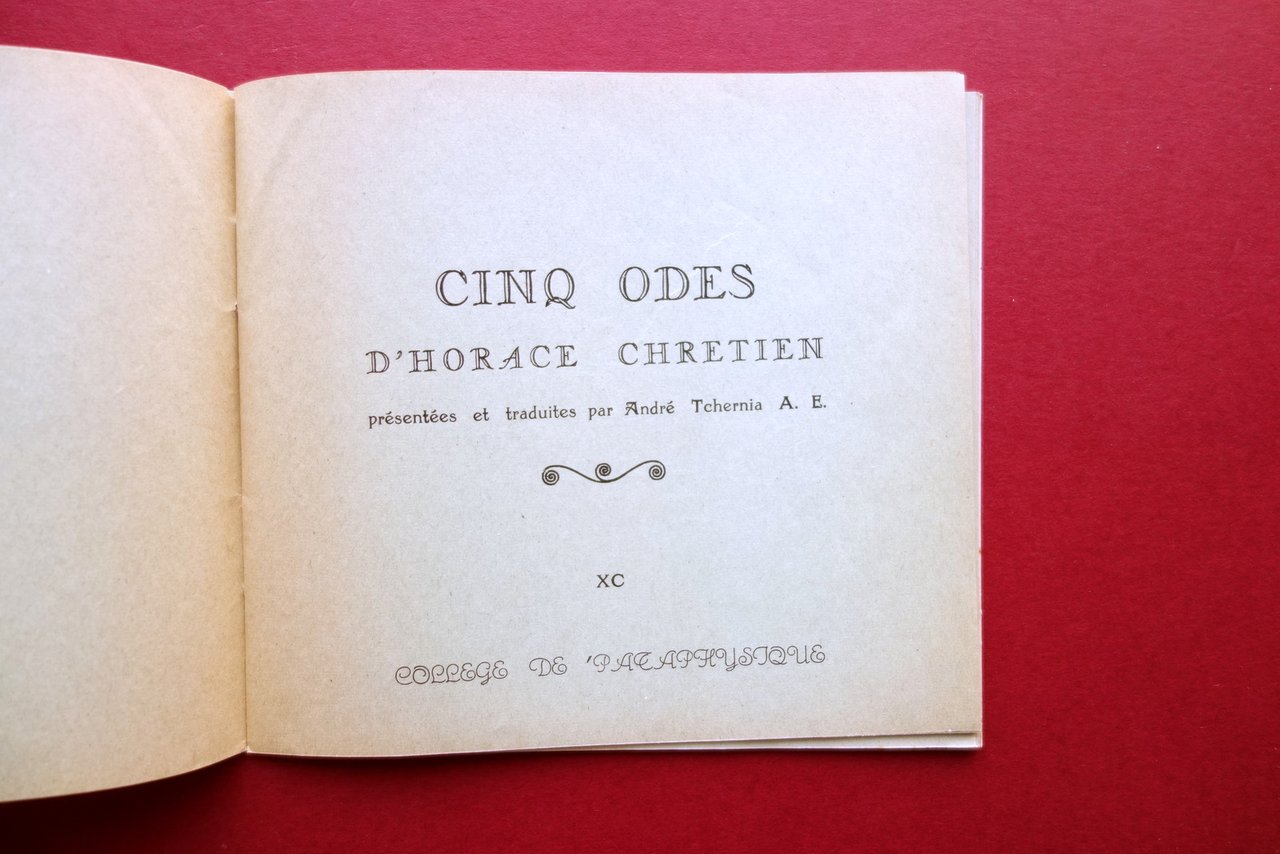 CINQ ODES
D'HORACE CHRETIEN
présentées et traduites par André Tchernia A. E.
XC
COLLEGE DE 'PATAPHYSIQUE